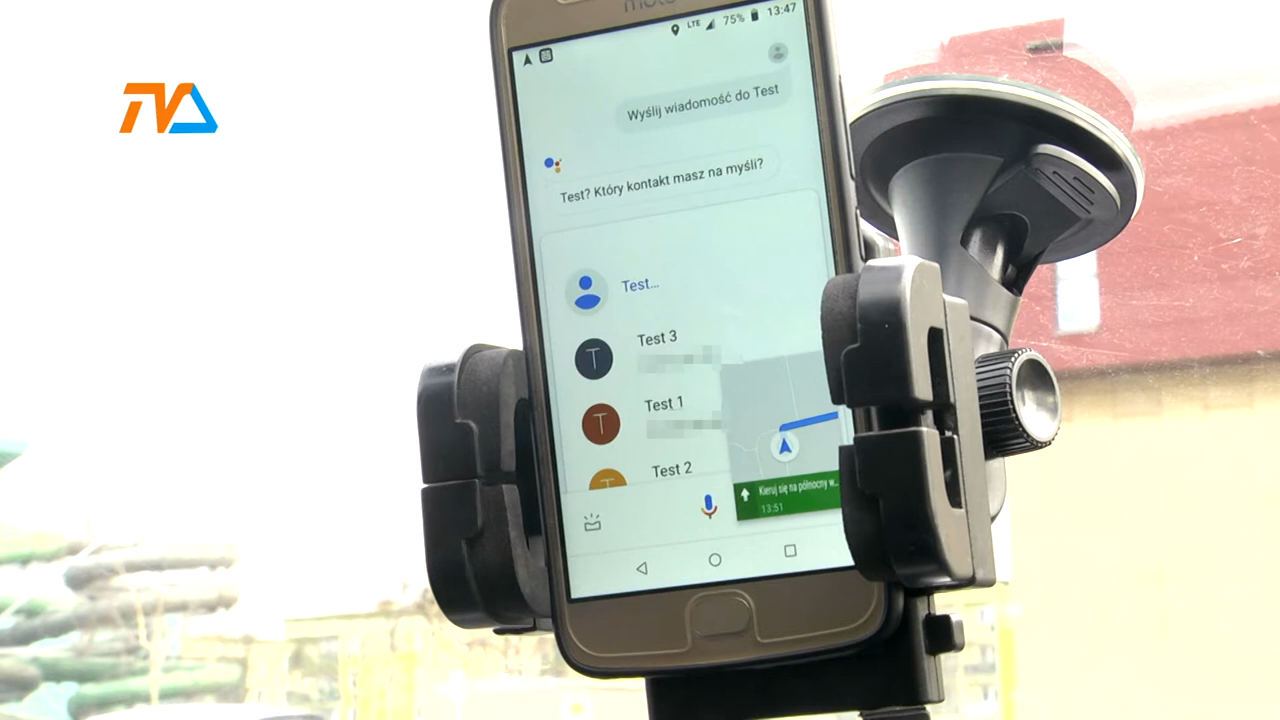 TVA
moto
LTE 75% 13:47
Wyślij wiadomość do Test
Test? Który kontakt masz na myśli?
Test...
T Test 3
T Test 1
T Test 2
Kieruj się na północny w...
13:51